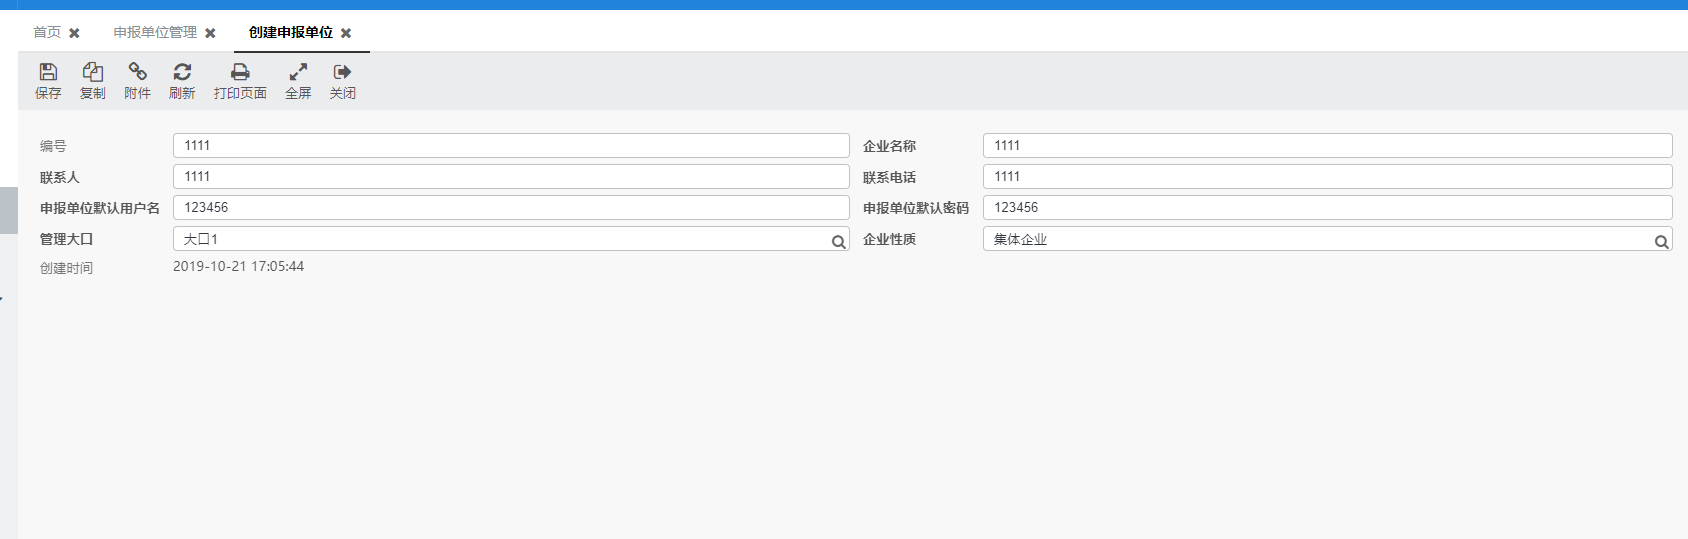 首页 申报单位管理 创建申报单位
保存 复制 附件 刷新 打印页面 全屏 关闭
编号 1111 企业名称 1111
联系人 1111 联系电话 1111
申报单位默认用户名 123456 申报单位默认密码 123456
管理大口 大口1 企业性质 集体企业
创建时间 2019-10-21 17:05:44